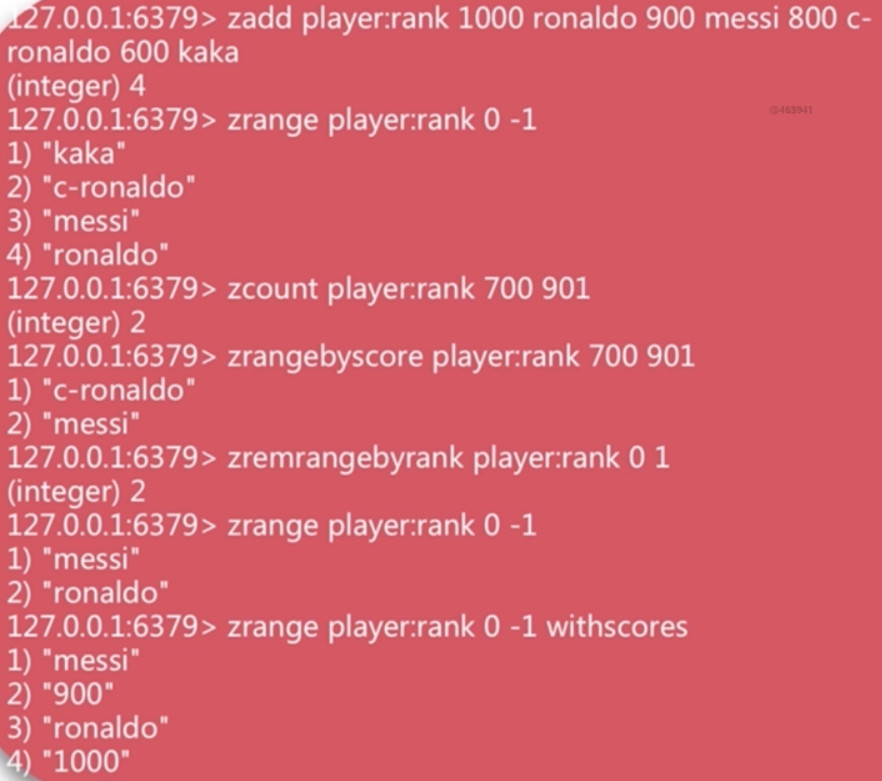 127.0.0.1:6379> zadd player:rank 1000 ronaldo 900 messi 800 c-
ronaldo 600 kaka
(integer) 4
127.0.0.1:6379> zrange player:rank 0 -1
@463941
1) "kaka"
2) "c-ronaldo"
3) "messi"
4) "ronaldo"
127.0.0.1:6379> zcount player:rank 700 901
(integer) 2
127.0.0.1:6379> zrangebyscore player:rank 700 901
1) "c-ronaldo"
2) "messi"
127.0.0.1:6379> zremrangebyrank player:rank 0 1
(integer) 2
127.0.0.1:6379> zrange player:rank 0 -1
1) "messi"
2) "ronaldo"
127.0.0.1:6379> zrange player:rank 0 -1 withscores
1) "messi"
2) "900"
3) "ronaldo"
4) "1000"